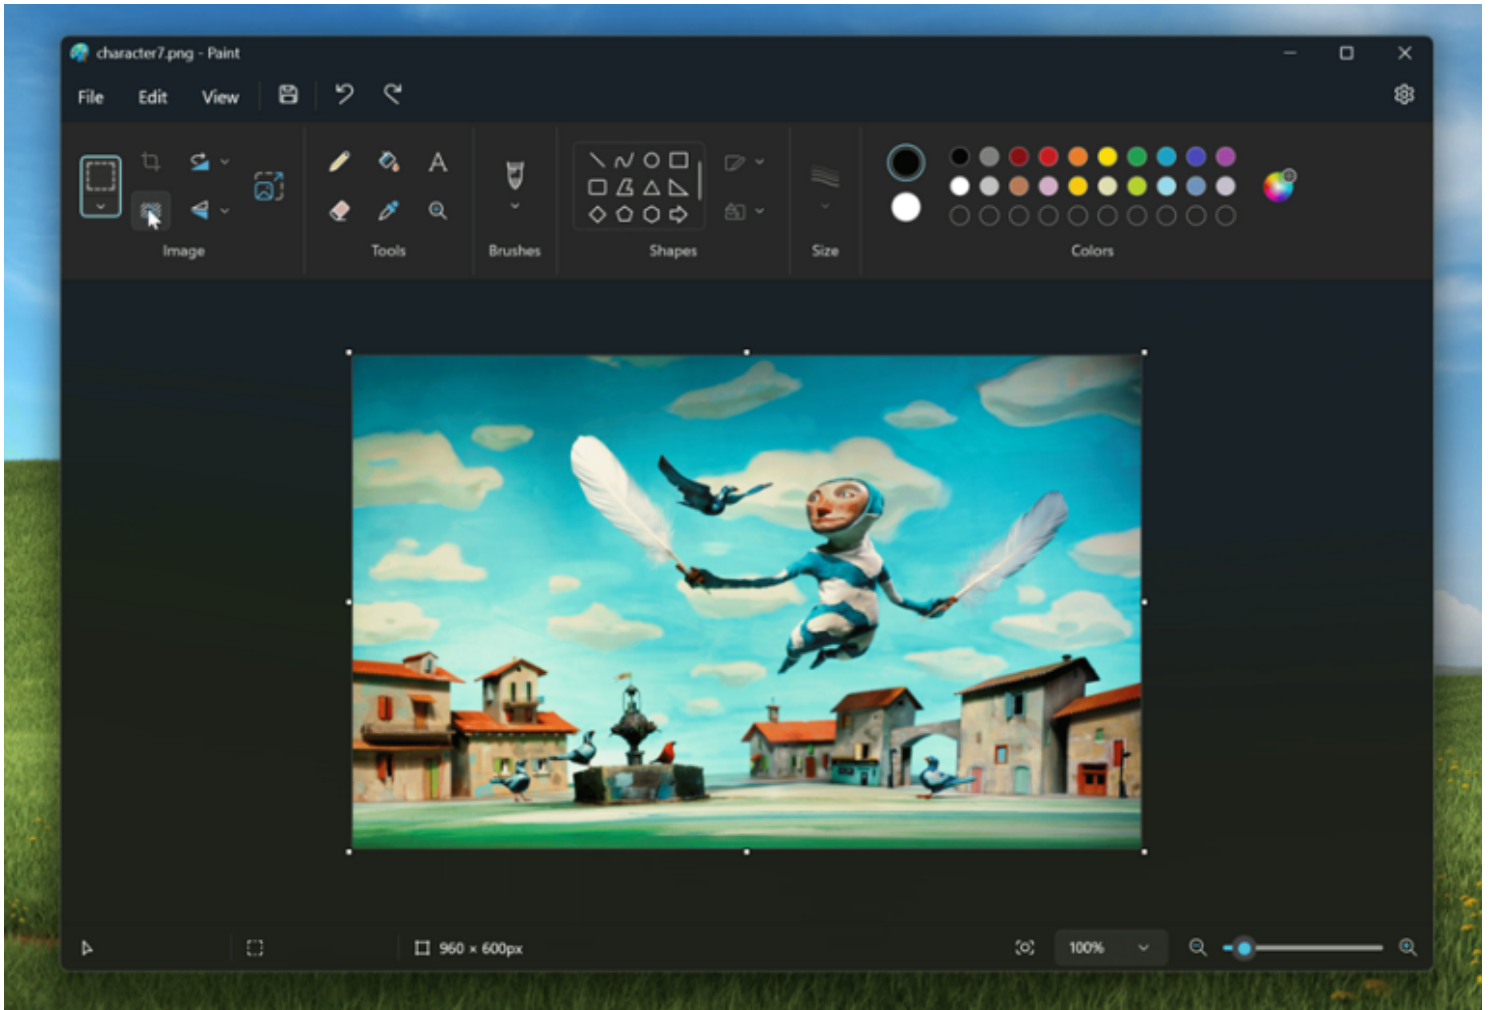 character7.png - Paint
File Edit View
Image Tools Brushes Shapes Size Colors
960 × 600px 100%